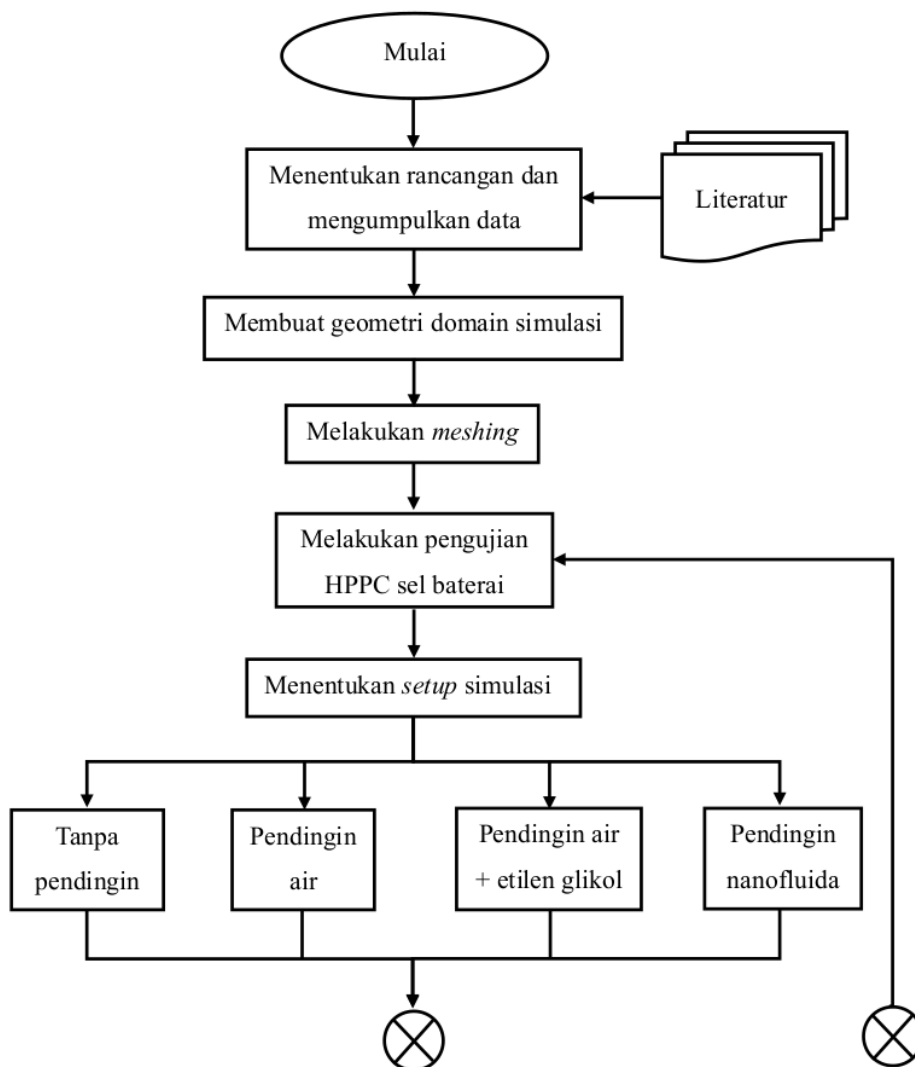 Mulai
Menentukan rancangan dan
mengumpulkan data
Literatur
Membuat geometri domain simulasi
Melakukan meshing
Melakukan pengujian
HPPC sel baterai
Menentukan setup simulasi
Tanpa
pendingin
Pendingin
air
Pendingin air
+ etilen glikol
Pendingin
nanofluida